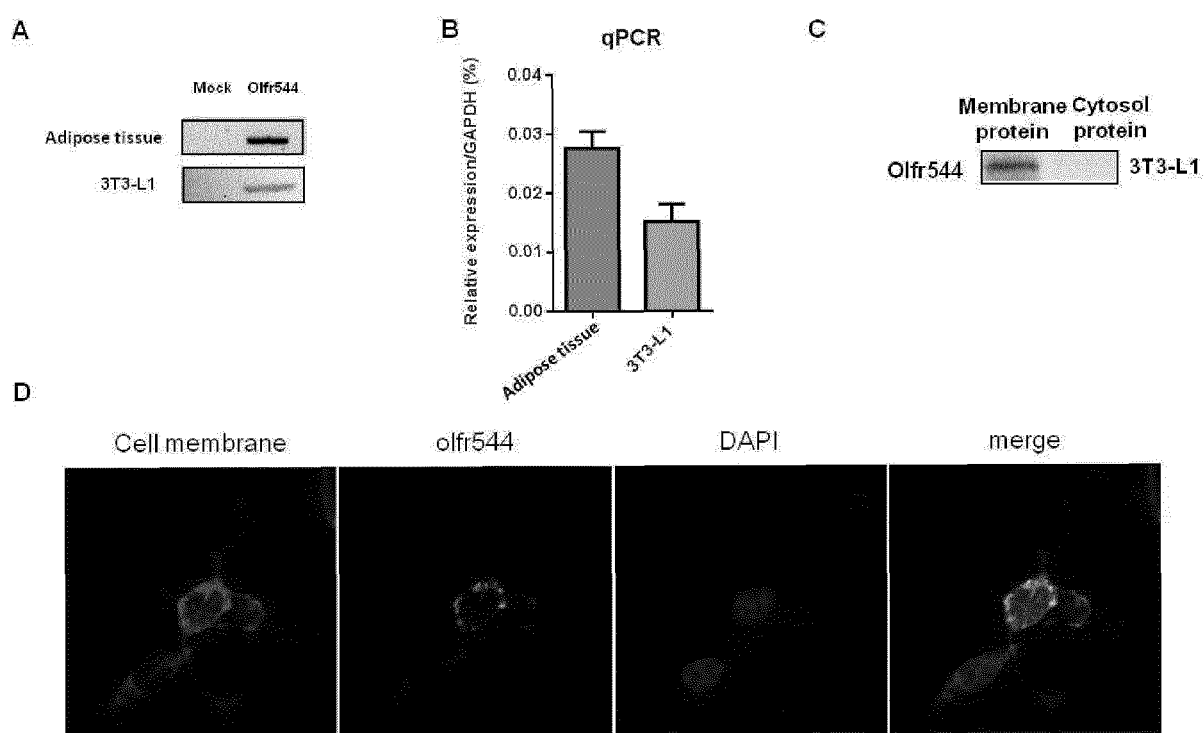 A
Mock Olfr544
Adipose tissue
3T3-L1
B
qPCR
Relative expression/GAPDH (%)
0.04
0.03
0.02
0.01
0.00
Adipose tissue
3T3-L1
C
Membrane protein
Cytosol protein
Olfr544
3T3-L1
D
Cell membrane
olfr544
DAPI
merge